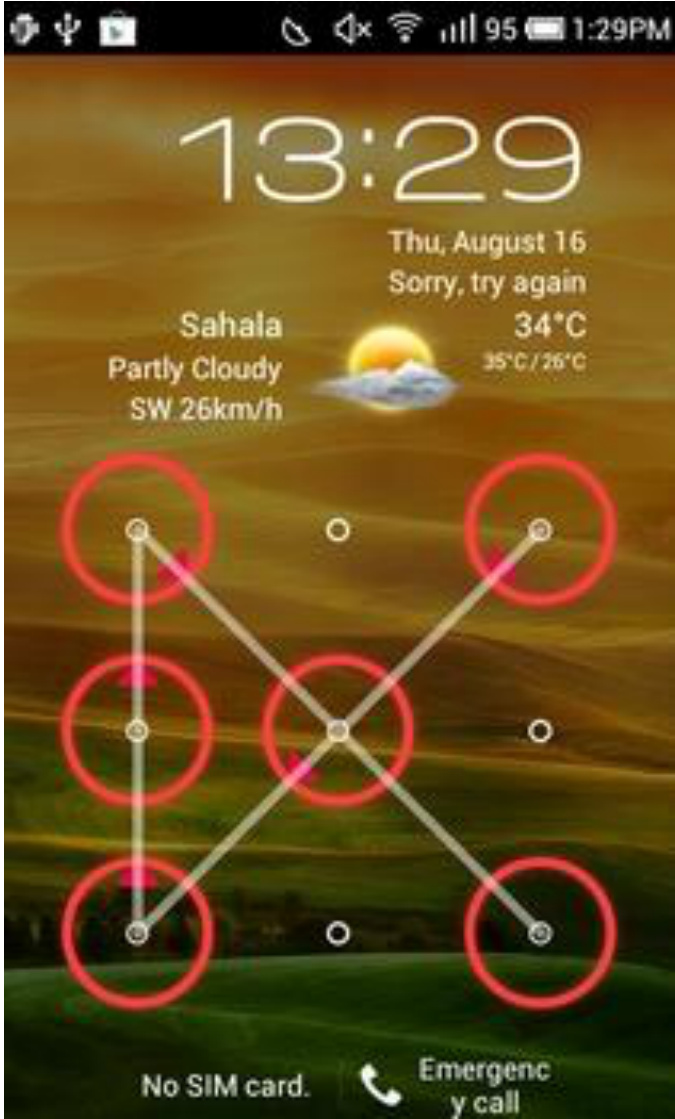 95 1:29PM
13:29
Thu, August 16
Sorry, try again
Sahala
34°C
Partly Cloudy
35°C / 26°C
SW 26km/h
No SIM card.
Emergenc
y call